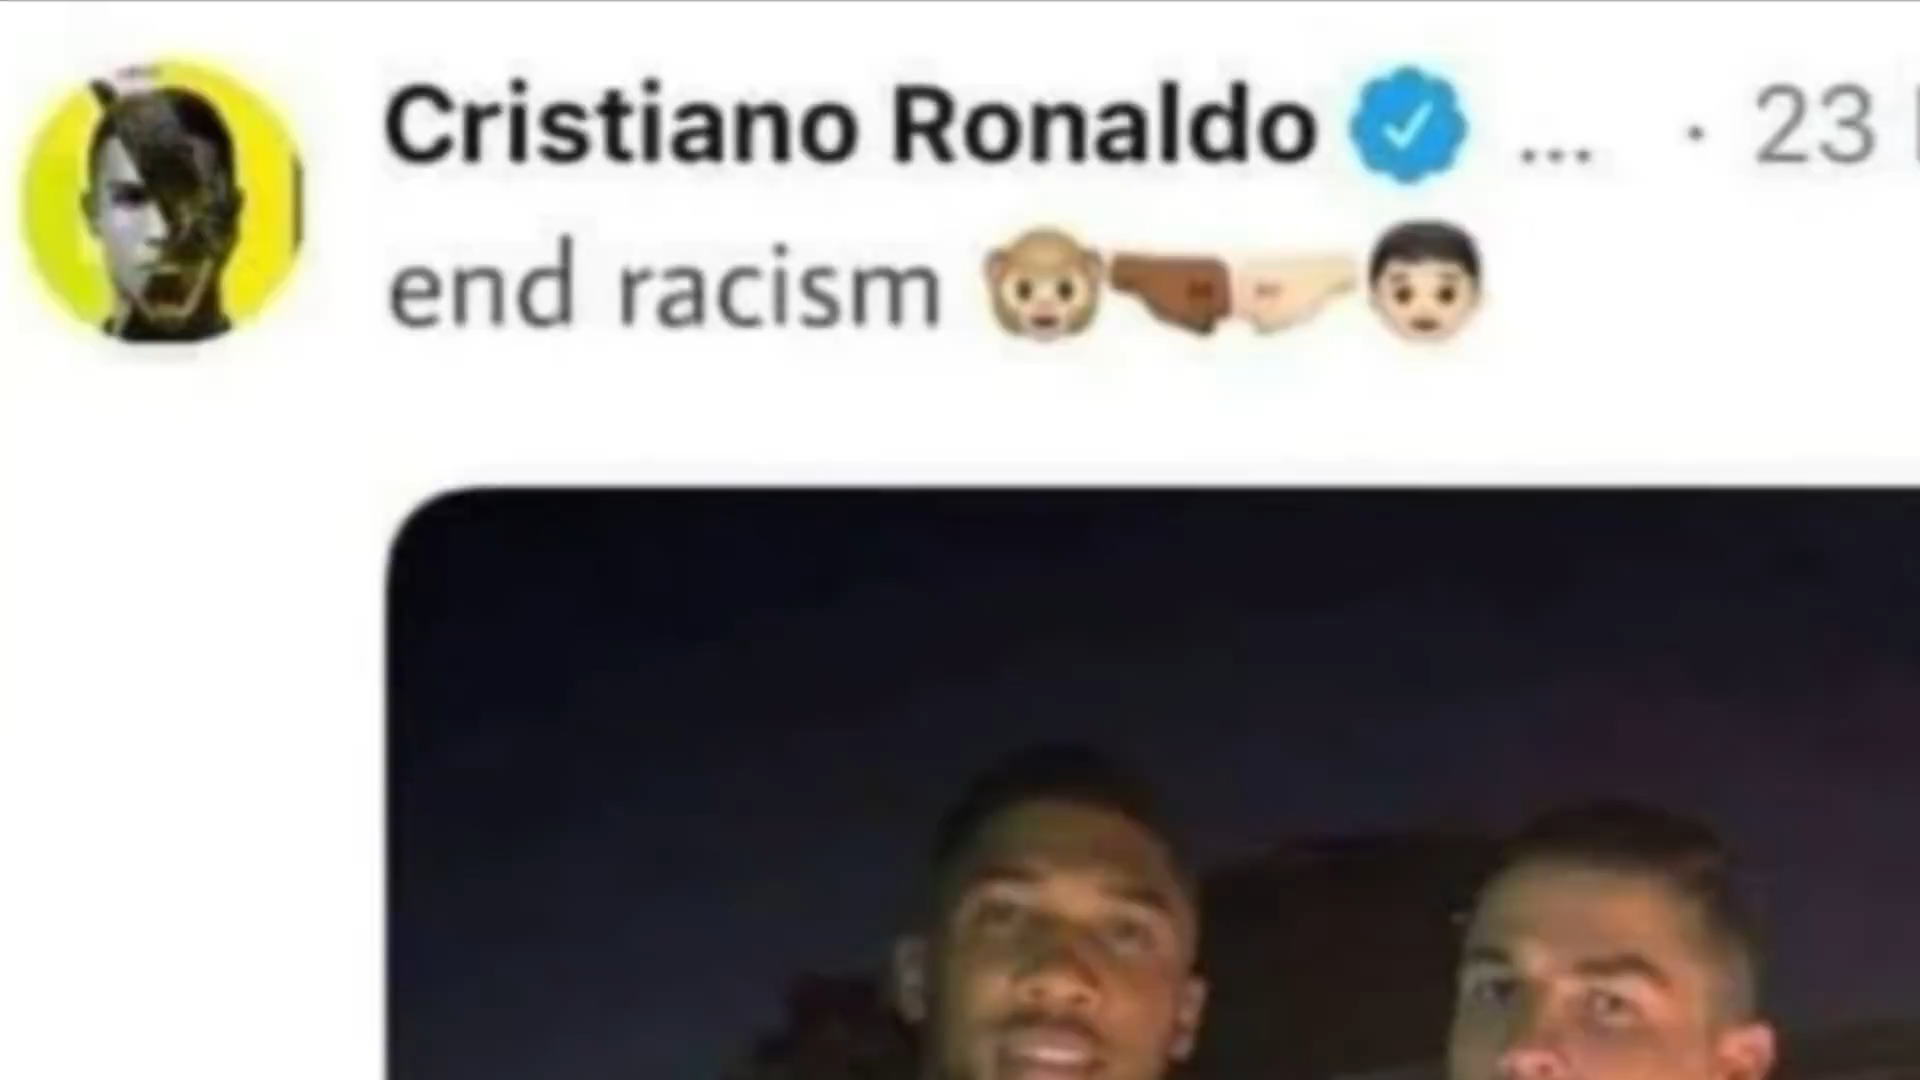 Cristiano Ronaldo ... · 23
end racism 🐵🤜🏾🤛🏻👦🏻